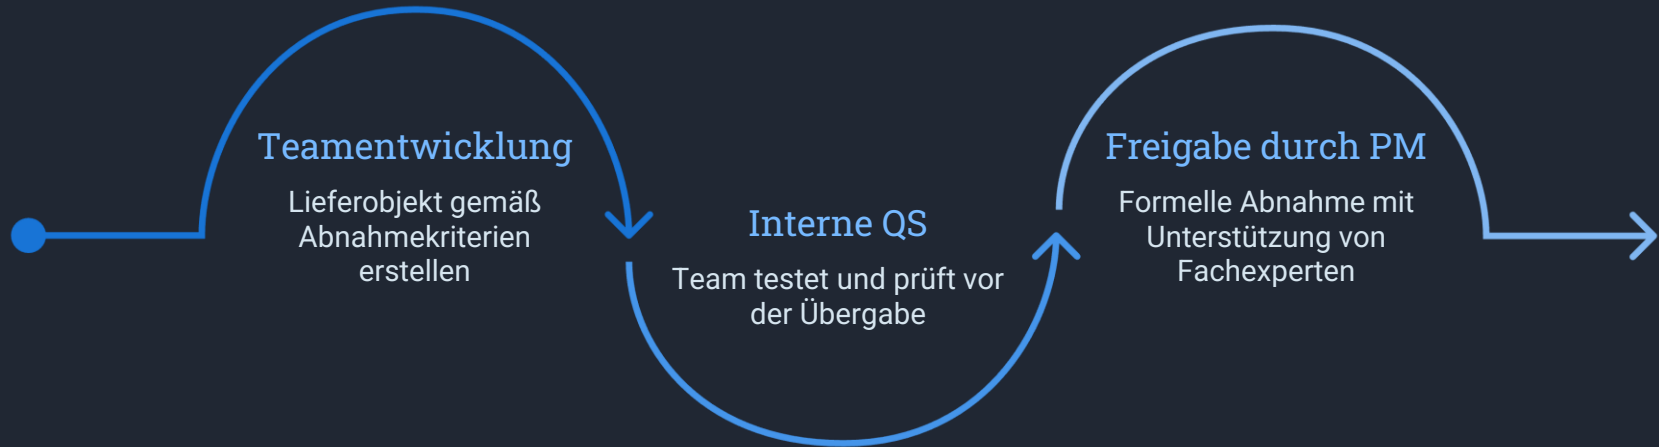 Teamentwicklung
Lieferobjekt gemäß
Abnahmekriterien
erstellen
Interne QS
Team testet und prüft vor
der Übergabe
Freigabe durch PM
Formelle Abnahme mit
Unterstützung von
Fachexperten